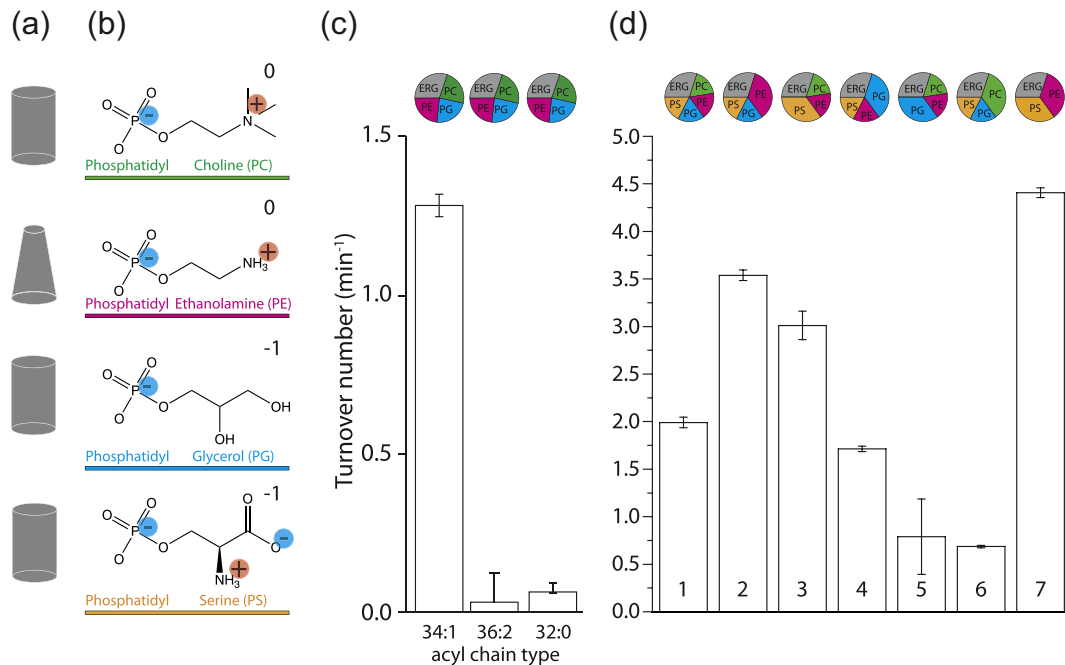 (a) (b) (c) (d)
0
O O
P
-
O O
N
+
Phosphatidyl Choline (PC)
0
O O
P
-
O O
NH3
+
Phosphatidyl Ethanolamine (PE)
-1
O O
P
-
O O
OH
OH
Phosphatidyl Glycerol (PG)
-1
O O
P
-
O O
O
O
-
NH3
+
Phosphatidyl Serine (PS)
ERG PC PE PG
ERG PC PE PG
ERG PC PE PG
Turnover number (min-1)
1.5
1.0
0.5
0.0
34:1 36:2 32:0
acyl chain type
ERG PC PS PE PG
ERG PE PS PG
ERG PC PS PE
ERG PG PS PE
ERG PC PG PE
ERG PC PS PG
ERG PE PS
5.0
4.5
4.0
3.5
3.0
2.5
2.0
1.5
1.0
0.5
0.0
1 2 3 4 5 6 7